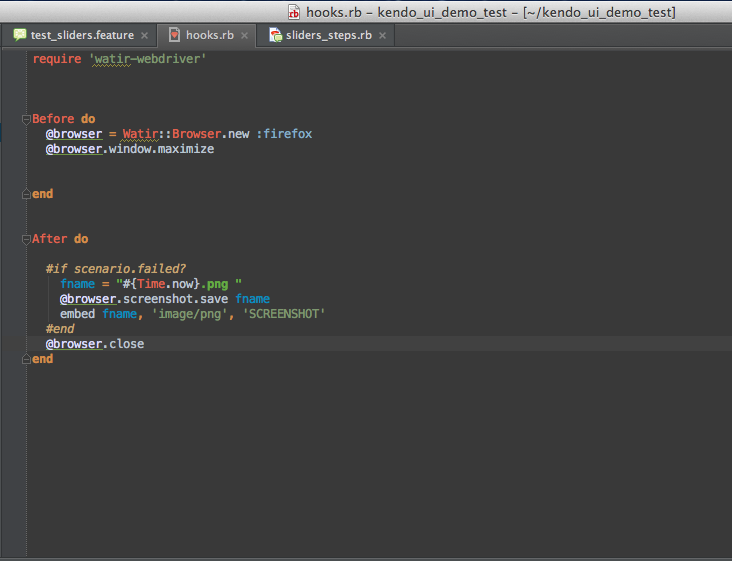 hooks.rb – kendo_ui_demo_test – [~/kendo_ui_demo_test]
test_sliders.feature hooks.rb sliders_steps.rb
require 'watir-webdriver'
Before do
@browser = Watir::Browser.new :firefox
@browser.window.maximize
end
After do
#if scenario.failed?
fname = "#{Time.now}.png "
@browser.screenshot.save fname
embed fname, 'image/png', 'SCREENSHOT'
#end
@browser.close
end